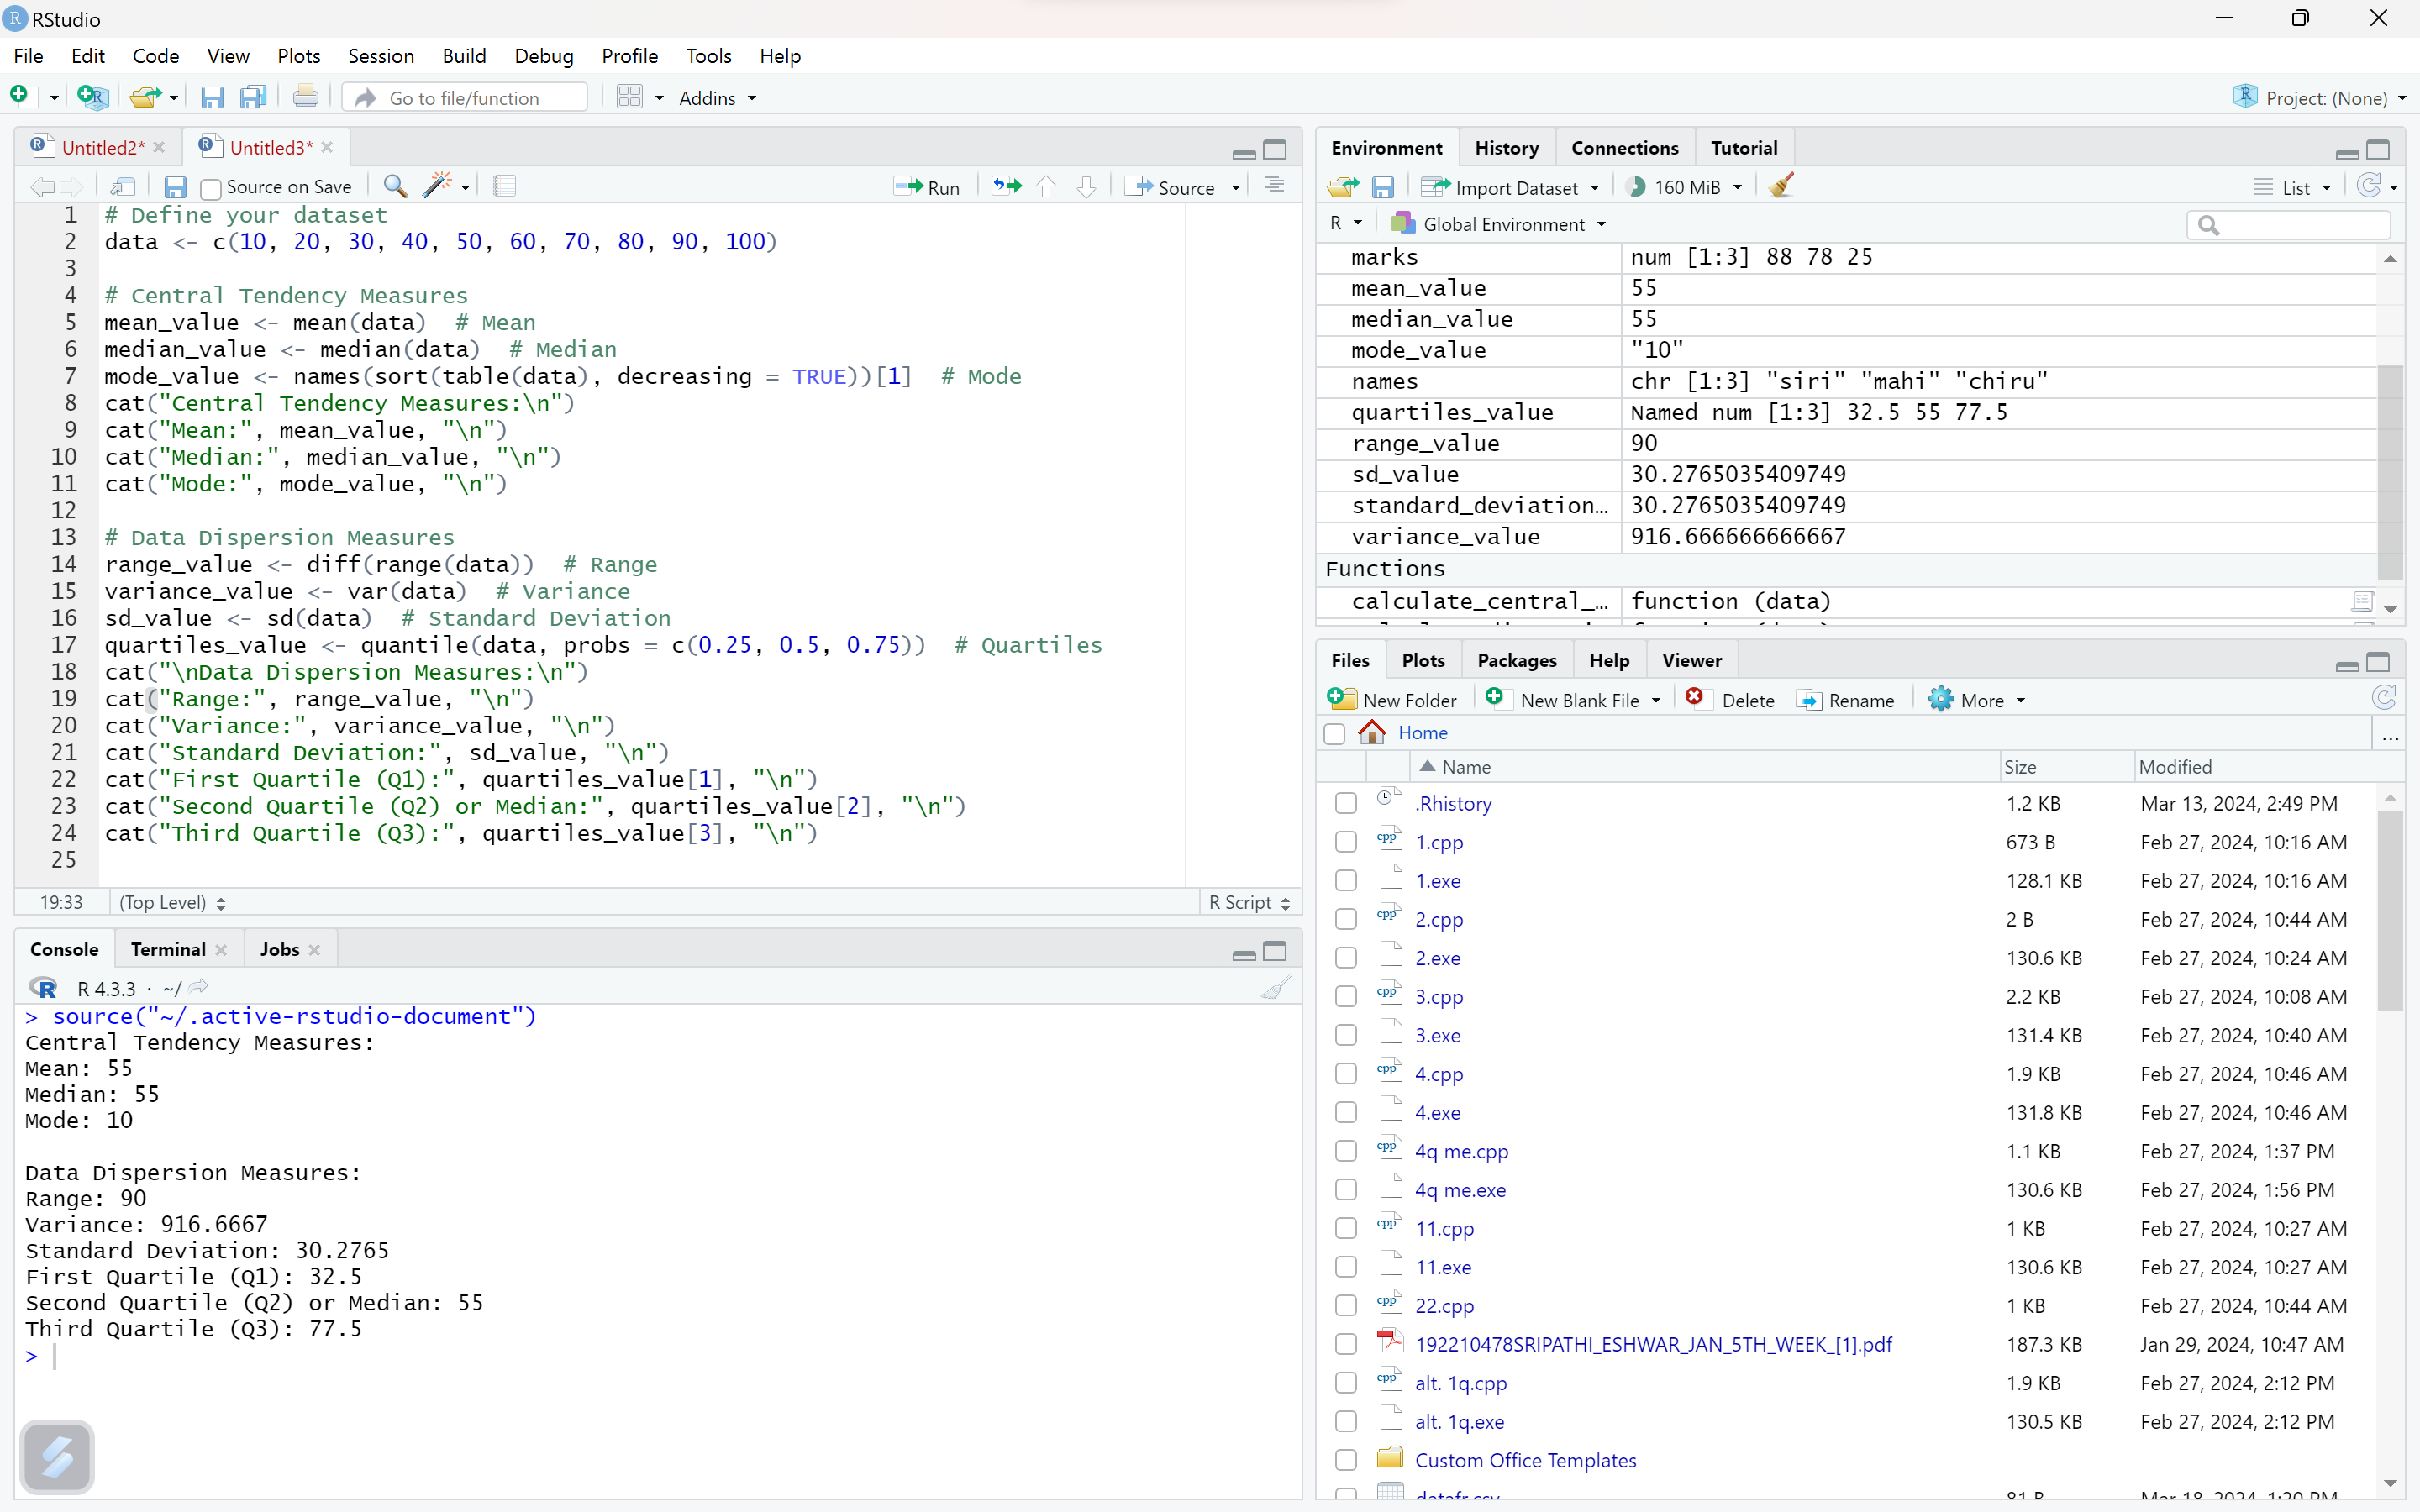 RStudio
File Edit Code View Plots Session Build Debug Profile Tools Help
Go to file/function Addins Project: (None)
Untitled2* Untitled3*
Source on Save Run Source
1 # Define your dataset
2 data <- c(10, 20, 30, 40, 50, 60, 70, 80, 90, 100)
3
4 # Central Tendency Measures
5 mean_value <- mean(data)  # Mean
6 median_value <- median(data)  # Median
7 mode_value <- names(sort(table(data), decreasing = TRUE))[1]  # Mode
8 cat("Central Tendency Measures:\n")
9 cat("Mean:", mean_value, "\n")
10 cat("Median:", median_value, "\n")
11 cat("Mode:", mode_value, "\n")
12
13 # Data Dispersion Measures
14 range_value <- diff(range(data))  # Range
15 variance_value <- var(data)  # Variance
16 sd_value <- sd(data)  # Standard Deviation
17 quartiles_value <- quantile(data, probs = c(0.25, 0.5, 0.75))  # Quartiles
18 cat("\nData Dispersion Measures:\n")
19 cat("Range:", range_value, "\n")
20 cat("Variance:", variance_value, "\n")
21 cat("Standard Deviation:", sd_value, "\n")
22 cat("First Quartile (Q1):", quartiles_value[1], "\n")
23 cat("Second Quartile (Q2) or Median:", quartiles_value[2], "\n")
24 cat("Third Quartile (Q3):", quartiles_value[3], "\n")
25
19:33 (Top Level) R Script
Console Terminal Jobs
R 4.3.3 · ~/
> source("~/.active-rstudio-document")
Central Tendency Measures:
Mean: 55
Median: 55
Mode: 10
Data Dispersion Measures:
Range: 90
Variance: 916.6667
Standard Deviation: 30.2765
First Quartile (Q1): 32.5
Second Quartile (Q2) or Median: 55
Third Quartile (Q3): 77.5
>
Environment History Connections Tutorial
Import Dataset 160 MiB List
R Global Environment
marks num [1:3] 88 78 25
mean_value 55
median_value 55
mode_value "10"
names chr [1:3] "siri" "mahi" "chiru"
quartiles_value Named num [1:3] 32.5 55 77.5
range_value 90
sd_value 30.2765035409749
standard_deviation… 30.2765035409749
variance_value 916.666666666667
Functions
calculate_central_… function (data)
Files Plots Packages Help Viewer
New Folder New Blank File Delete Rename More
Home ...
Name Size Modified
.Rhistory 1.2 KB Mar 13, 2024, 2:49 PM
1.cpp 673 B Feb 27, 2024, 10:16 AM
1.exe 128.1 KB Feb 27, 2024, 10:16 AM
2.cpp 2 B Feb 27, 2024, 10:44 AM
2.exe 130.6 KB Feb 27, 2024, 10:24 AM
3.cpp 2.2 KB Feb 27, 2024, 10:08 AM
3.exe 131.4 KB Feb 27, 2024, 10:40 AM
4.cpp 1.9 KB Feb 27, 2024, 10:46 AM
4.exe 131.8 KB Feb 27, 2024, 10:46 AM
4q me.cpp 1.1 KB Feb 27, 2024, 1:37 PM
4q me.exe 130.6 KB Feb 27, 2024, 1:56 PM
11.cpp 1 KB Feb 27, 2024, 10:27 AM
11.exe 130.6 KB Feb 27, 2024, 10:27 AM
22.cpp 1 KB Feb 27, 2024, 10:44 AM
192210478SRIPATHI_ESHWAR_JAN_5TH_WEEK_[1].pdf 187.3 KB Jan 29, 2024, 10:47 AM
alt. 1q.cpp 1.9 KB Feb 27, 2024, 2:12 PM
alt. 1q.exe 130.5 KB Feb 27, 2024, 2:12 PM
Custom Office Templates